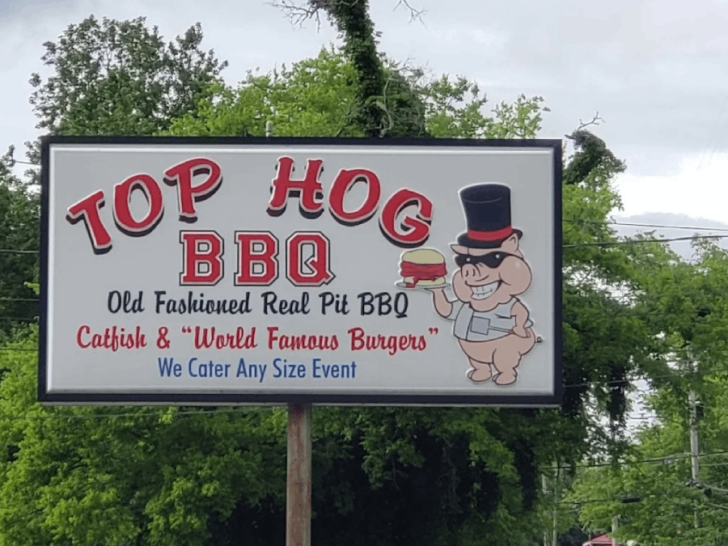 TOP HOG
BBQ
Old Fashioned Real Pit BBQ
Catfish & "World Famous Burgers"
We Cater Any Size Event